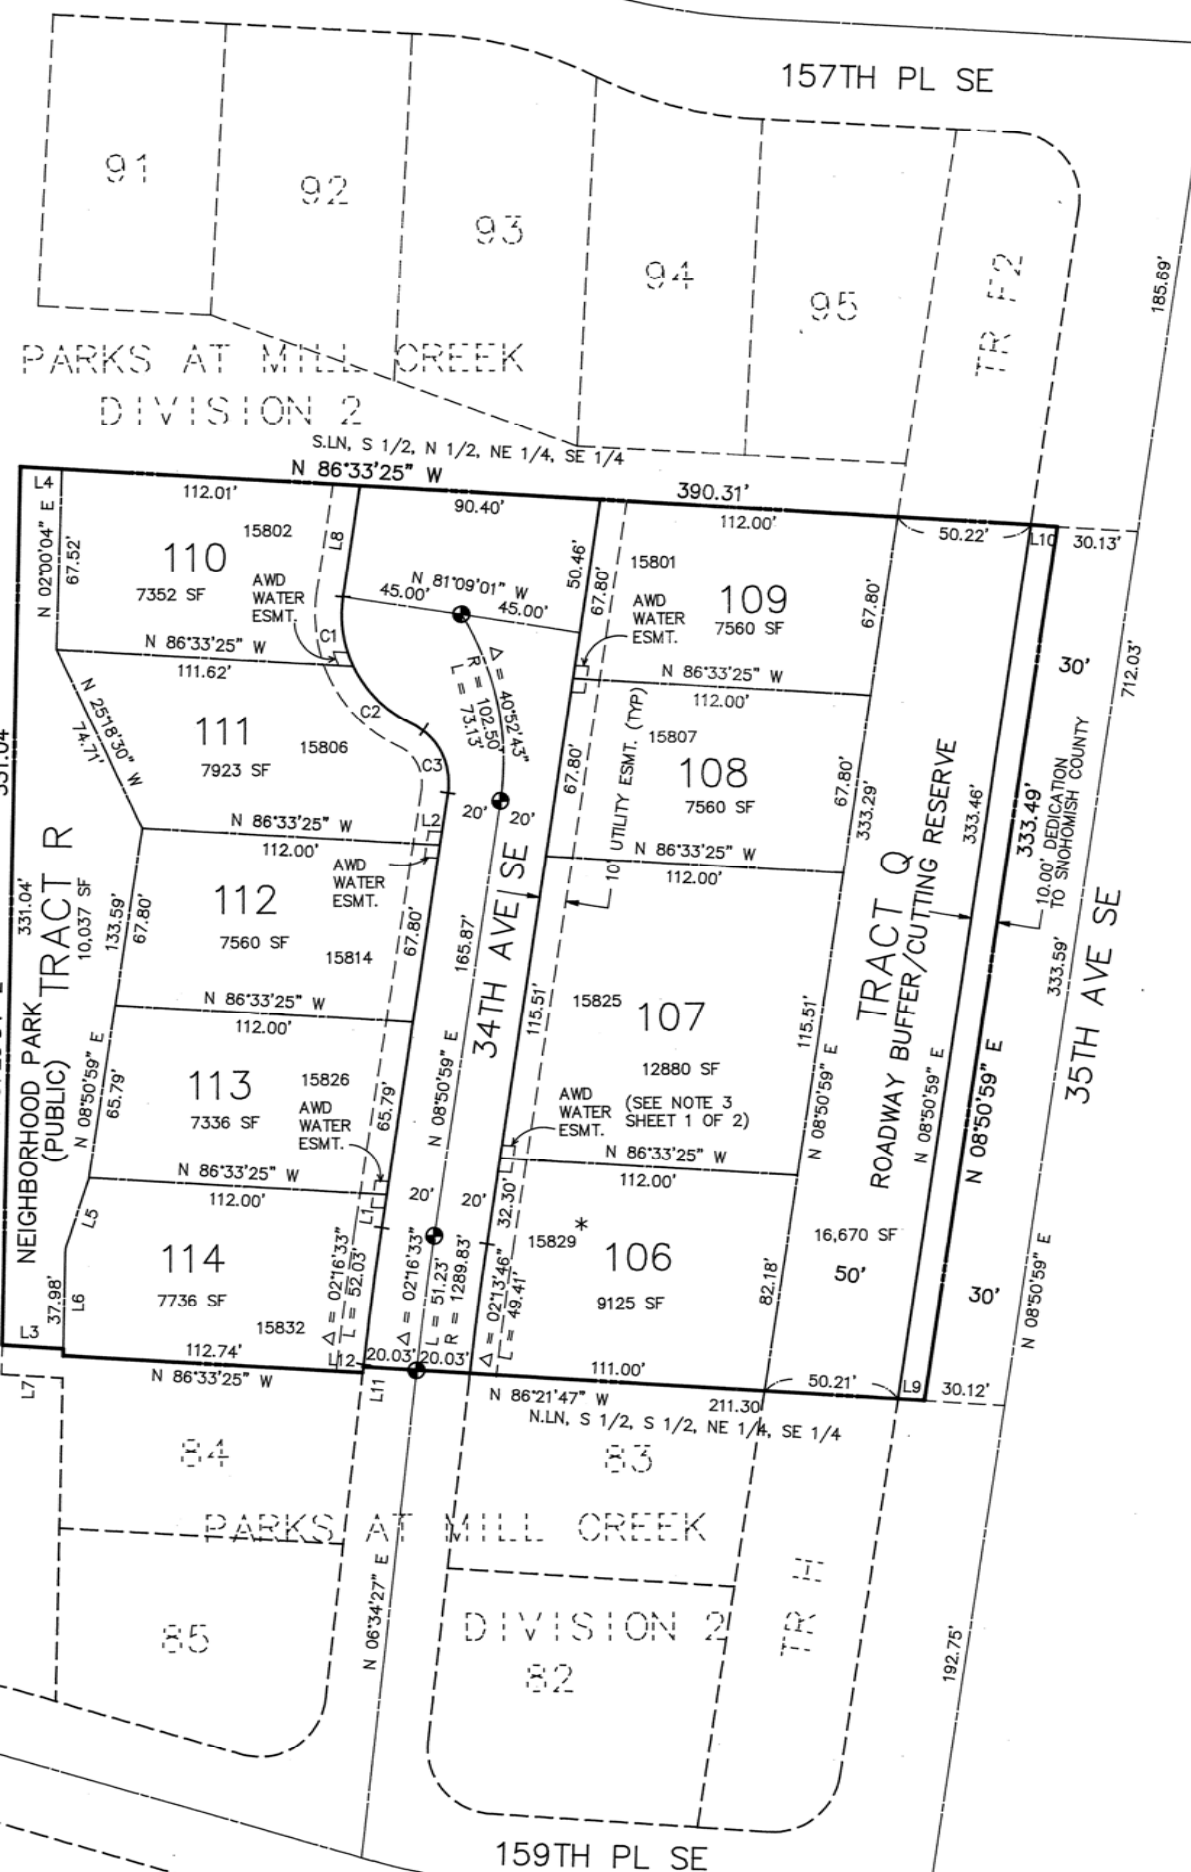 157TH PL SE
91
92
93
94
95
TR F2
185.69'
PARKS AT MILL CREEK
DIVISION 2
S.LN, S 1/2, N 1/2, NE 1/4, SE 1/4
N 86°33'25" W
390.31'
L4
112.01'
90.40'
112.00'
50.22'
L10
30.13'
N 02°00'04" E
67.52'
110
15802
7352 SF
AWD
WATER
ESMT.
L8
N 81°09'01" W
45.00'
45.00'
50.46'
67.80'
15801
109
7560 SF
AWD
WATER
ESMT.
67.80'
C1
N 86°33'25" W
111.62'
N 86°33'25" W
112.00'
30'
712.03'
N 25°18'30" W
74.71'
111
15806
7923 SF
C2
C3
Δ = 40°52'43"
R = 102.50'
L = 73.13'
67.80'
10' UTILITY ESMT. (TYP)
15807
108
7560 SF
67.80'
333.29'
333.46'
333.49'
10.00' DEDICATION
TO SNOHOMISH COUNTY
331.04'
N 86°33'25" W
112.00'
L2
20'
20'
N 86°33'25" W
112.00'
NEIGHBORHOOD PARK
(PUBLIC)
TRACT R
10,037 SF
133.59'
67.80'
112
7560 SF
15814
AWD
WATER
ESMT.
67.80'
165.87'
34TH AVE SE
115.51'
15825
107
12880 SF
(SEE NOTE 3
SHEET 1 OF 2)
115.51'
TRACT Q
ROADWAY BUFFER/CUTTING RESERVE
333.59'
35TH AVE SE
N 86°33'25" W
112.00'
N 08°50'59" E
65.79'
113
7336 SF
15826
AWD
WATER
ESMT.
65.79'
N 08°50'59" E
AWD
WATER
ESMT.
N 08°50'59" E
N 08°50'59" E
N 08°50'59" E
N 86°33'25" W
112.00'
N 86°33'25" W
112.00'
L5
L1
20'
20'
32.30'
15829
*
106
9125 SF
82.18'
16,670 SF
50'
30'
N 08°50'59" E
37.98'
L6
114
7736 SF
15832
Δ = 02°16'33"
L = 52.03'
Δ = 02°16'33"
L = 51.23'
R = 1289.83'
Δ = 02°13'46"
L = 49.41'
L3
112.74'
L12
20.03'
20.03'
111.00'
50.21'
L9
30.12'
L7
N 86°33'25" W
L11
N 86°21'47" W
211.30
N.LN, S 1/2, S 1/2, NE 1/4, SE 1/4
84
83
PARKS AT MILL CREEK
DIVISION 2
85
82
TR H
N 06°34'27" E
192.75'
159TH PL SE